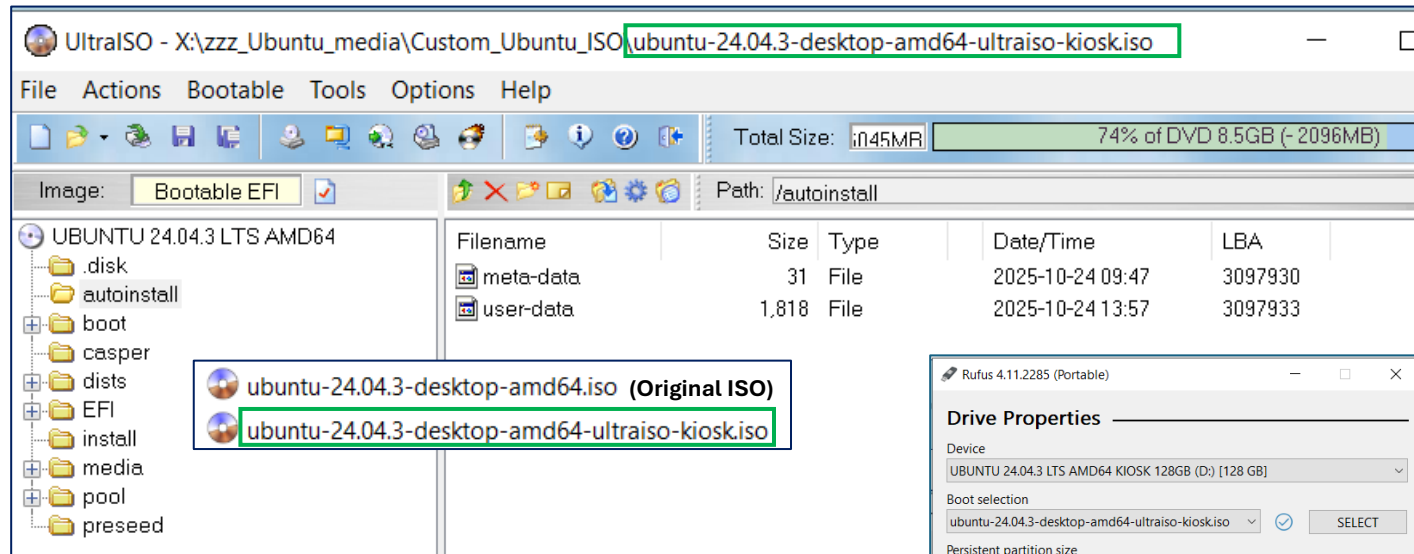 UltraISO - X:\zzz_Ubuntu_media\Custom_Ubuntu_ISO\ubuntu-24.04.3-desktop-amd64-ultraiso-kiosk.iso
File Actions Bootable Tools Options Help
Total Size: 74% of DVD 8.5GB (- 2096MB)
Image: Bootable EFI Path: /autoinstall
UBUNTU 24.04.3 LTS AMD64
.disk
autoinstall
boot
casper
dists
EFI
install
media
pool
preseed
Filename Size Type Date/Time LBA
meta-data 31 File 2025-10-24 09:47 3097930
user-data 1,818 File 2025-10-24 13:57 3097933
ubuntu-24.04.3-desktop-amd64.iso (Original ISO)
ubuntu-24.04.3-desktop-amd64-ultraiso-kiosk.iso
Rufus 4.11.2285 (Portable)
Drive Properties
Device
UBUNTU 24.04.3 LTS AMD64 KIOSK 128GB (D:) [128 GB]
Boot selection
ubuntu-24.04.3-desktop-amd64-ultraiso-kiosk.iso SELECT
Persistent partition size